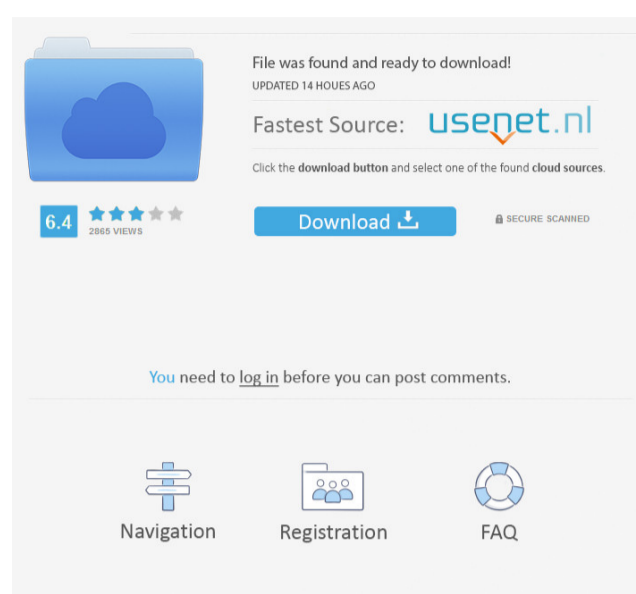 File was found and ready to download!
UPDATED 14 HOUES AGO
Fastest Source: usenet.nl
Click the download button and select one of the found cloud sources.
6.4
2865 VIEWS
Download
SECURE SCANNED
You need to log in before you can post comments.
Navigation
Registration
FAQ